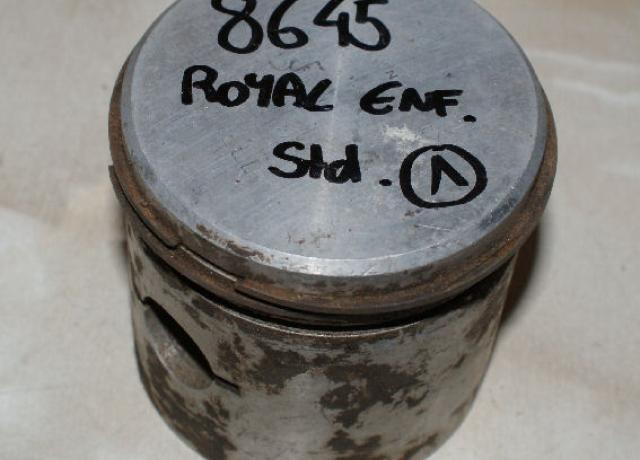 8645
ROYAL ENF.
Std. A